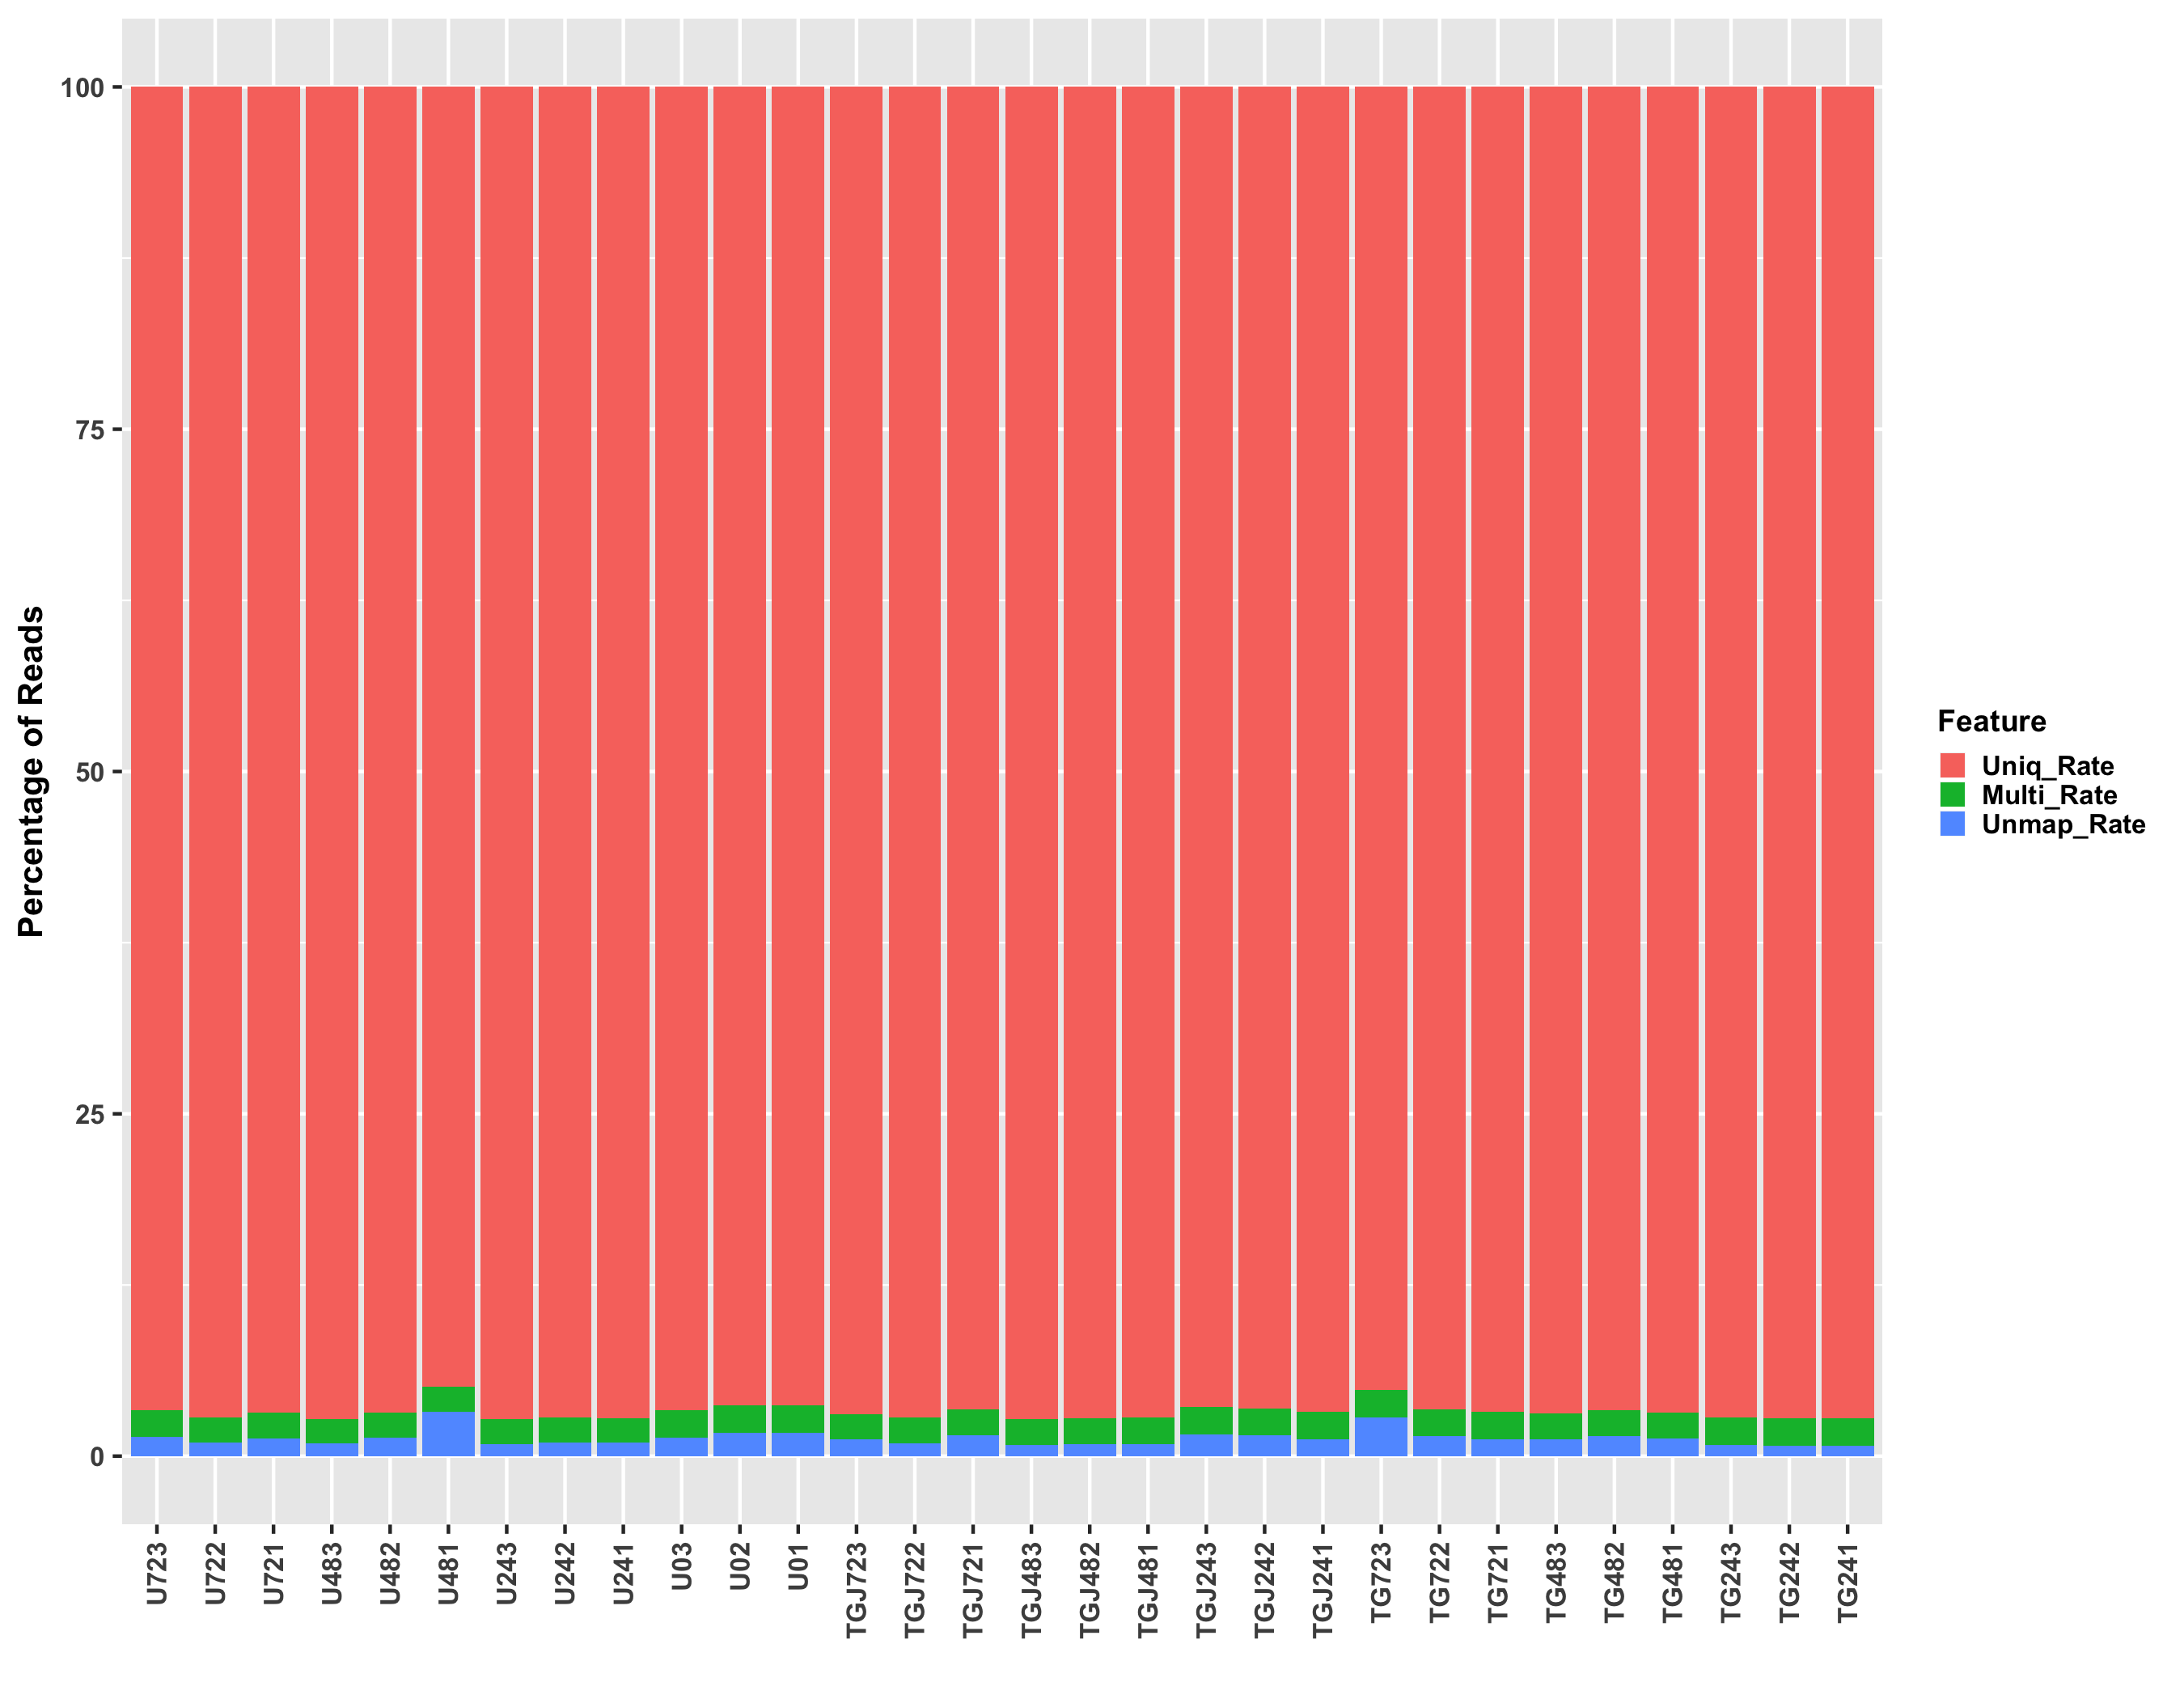 100
75
50
25
0
Percentage of Reads
U723
U722
U721
U483
U482
U481
U243
U242
U241
U03
U02
U01
TGJ723
TGJ722
TGJ721
TGJ483
TGJ482
TGJ481
TGJ243
TGJ242
TGJ241
TG723
TG722
TG721
TG483
TG482
TG481
TG243
TG242
TG241
Feature
Uniq_Rate
Multi_Rate
Unmap_Rate